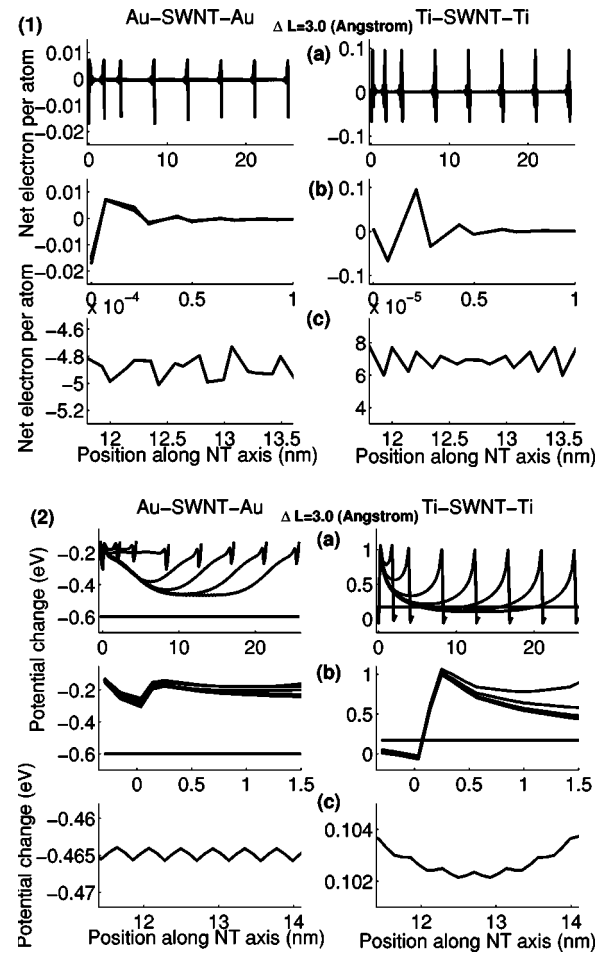 (1) Au−SWNT−Au Δ L=3.0 (Angstrom) Ti−SWNT−Ti
(a)
Net electron per atom
0.01
0
−0.01
−0.02
0 10 20
0.1
0
−0.1
0 10 20
(b)
0.01
0
−0.01
−0.02
0 0.5 1
0.1
0
−0.1
0 0.5 1
(c)
Net electron per atom
x 10⁻⁴
−4.6
−4.8
−5
−5.2
12 12.5 13 13.5
Position along NT axis (nm)
x 10⁻⁵
8
6
4
12 12.5 13 13.5
Position along NT axis (nm)
(2) Au−SWNT−Au Δ L=3.0 (Angstrom) Ti−SWNT−Ti
(a)
Potential change (eV)
−0.2
−0.4
−0.6
0 10 20
1
0.5
0
0 10 20
(b)
−0.2
−0.4
−0.6
0 0.5 1 1.5
1
0.5
0
0 0.5 1 1.5
(c)
Potential change (eV)
−0.46
−0.465
−0.47
12 13 14
Position along NT axis (nm)
0.104
0.102
12 13 14
Position along NT axis (nm)